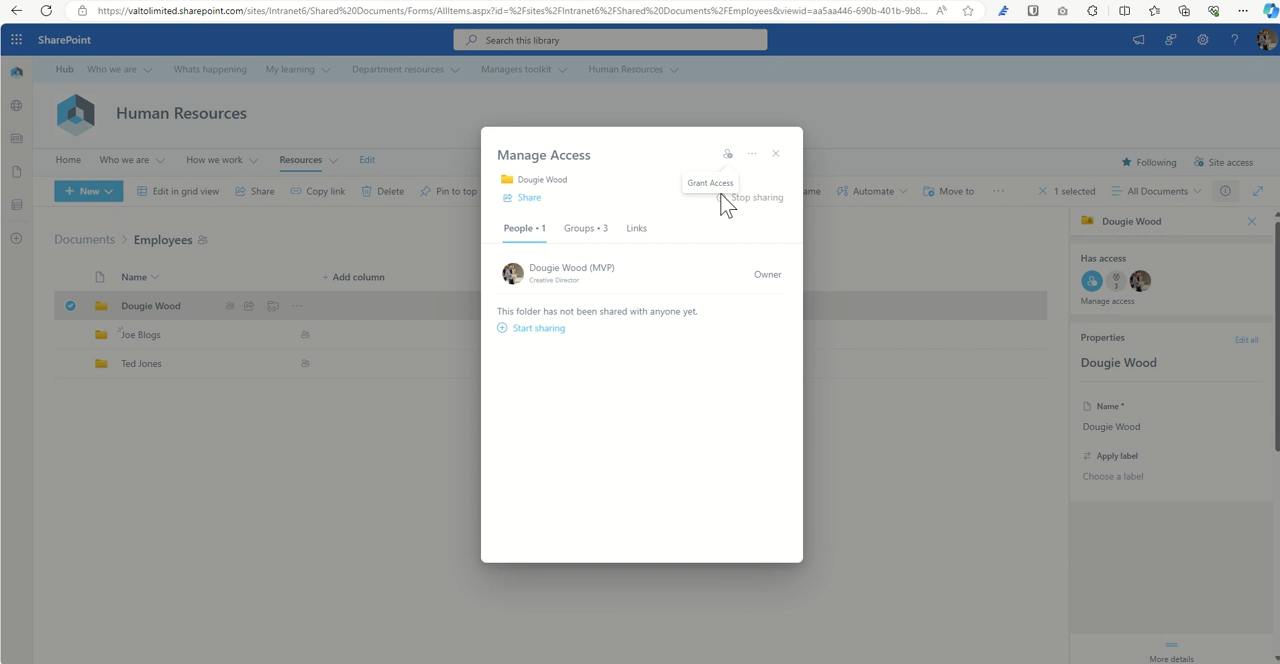 https://valtolimited.sharepoint.com/sites/Intranet6/Shared%20Documents/Forms/AllItems.aspx?id=%2Fsites%2FIntranet6%2FShared%20Documents%2FEmployees&viewid=aa5aa446-690b-401b-9b8...
SharePoint
Search this library
Hub Who we are Whats happening My learning Department resources Managers toolkit Human Resources
Human Resources
Home Who we are How we work Resources Edit
Following Site access
+ New Edit in grid view Share Copy link Delete Pin to top ame Automate Move to ... 1 selected All Documents
Documents > Employees
Name + Add column
Dougie Wood
Joe Blogs
Ted Jones
Manage Access
Grant Access
Dougie Wood
Share
Stop sharing
People • 1 Groups • 3 Links
Dougie Wood (MVP)
Creative Director
Owner
This folder has not been shared with anyone yet.
Start sharing
Dougie Wood
Has access
3
Manage access
Properties Edit all
Dougie Wood
Name *
Dougie Wood
Apply label
Choose a label
More details